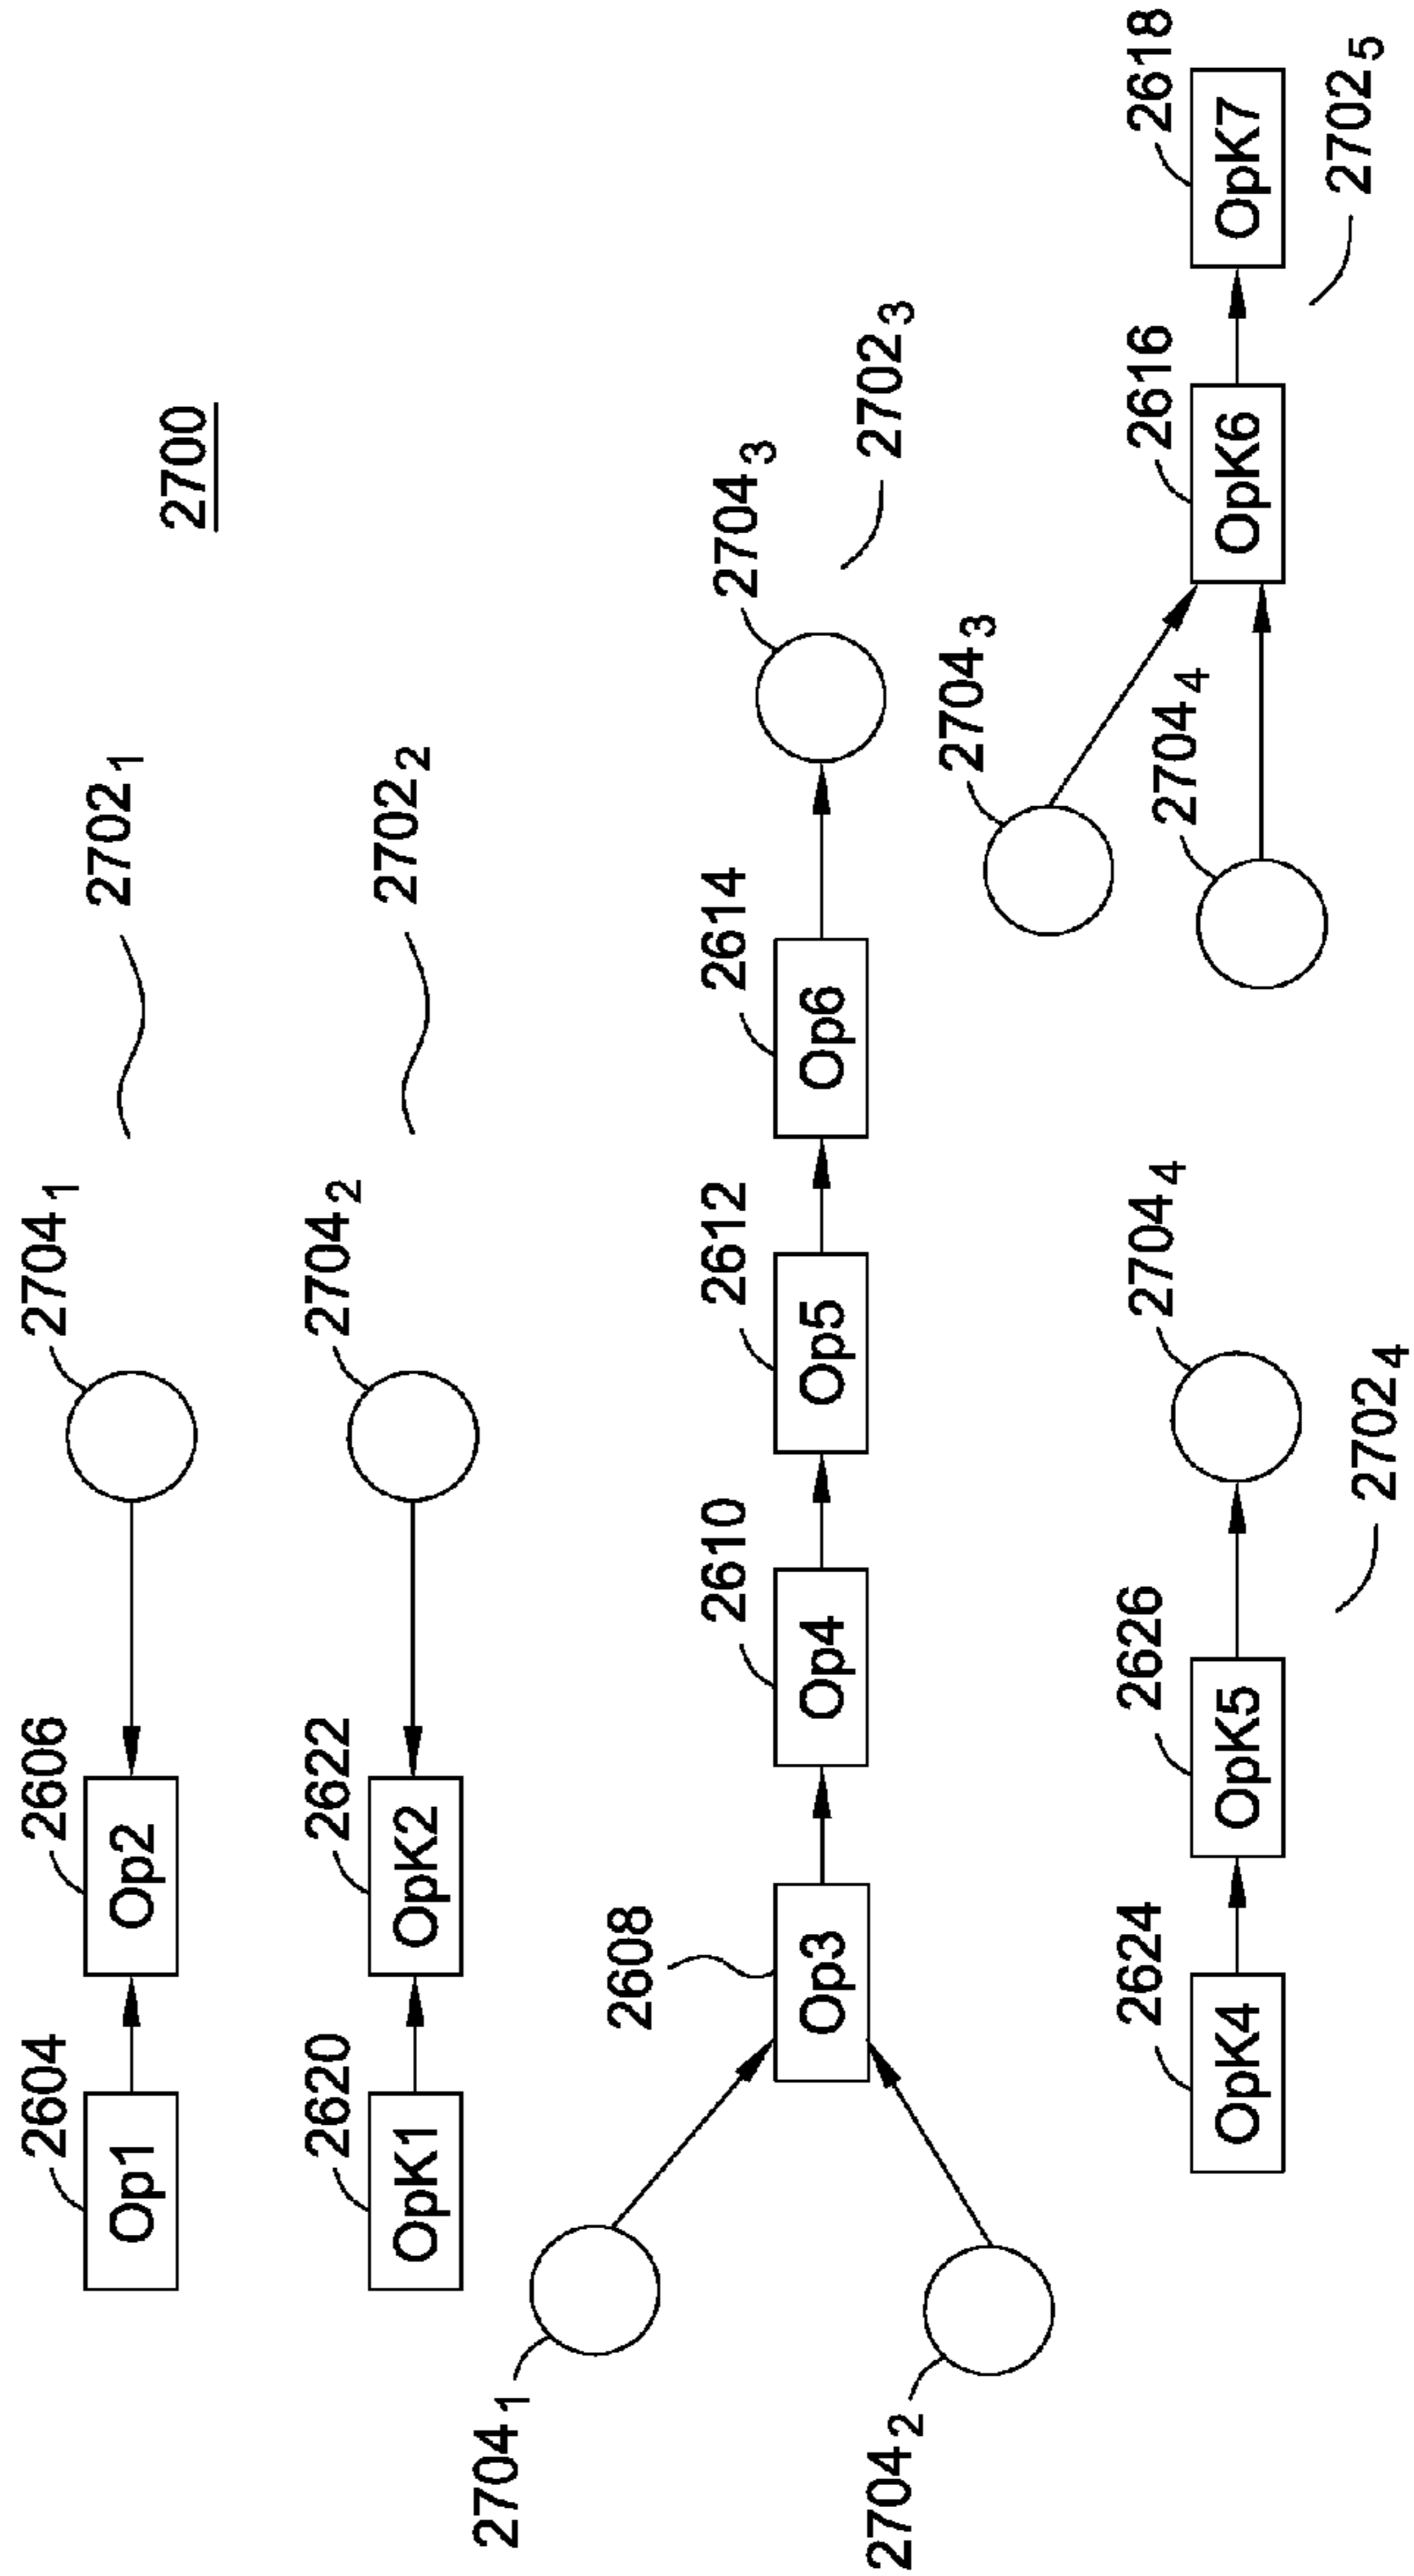 2700
2604 2606 2704₁ 2702₁
Op1 Op2
2620 2622 2704₂ 2702₂
OpK1 OpK2
2704₁ 2608 2610 2612 2614 2704₃
Op3 Op4 Op5 Op6
2704₂ 2702₃
2704₃
2624 2626 2704₄ 2704₄ 2616 2618
OpK4 OpK5 OpK6 OpK7
2702₄ 2702₅